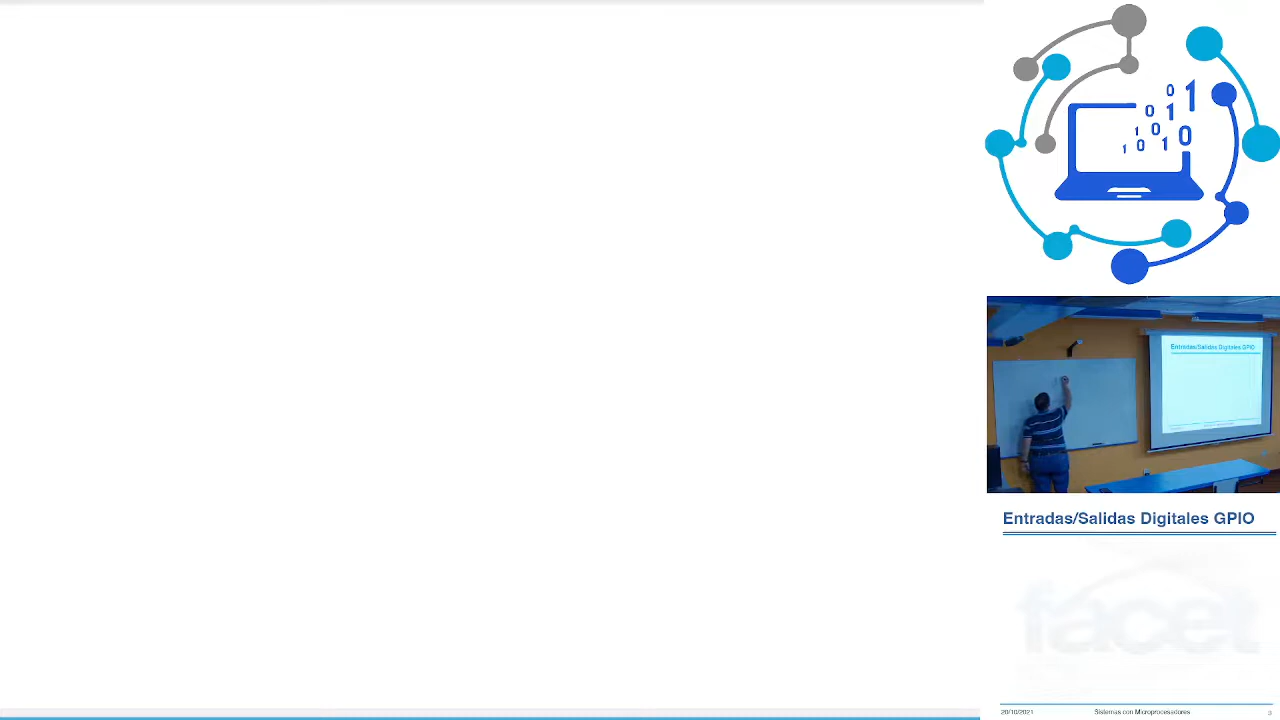 0 1
0 1
1 0 0
1 0 1
Entradas/Salidas Digitales GPIO
Entradas/Salidas Digitales GPIO
facet
20/10/2021 Sistemas con Microprocesadores 3